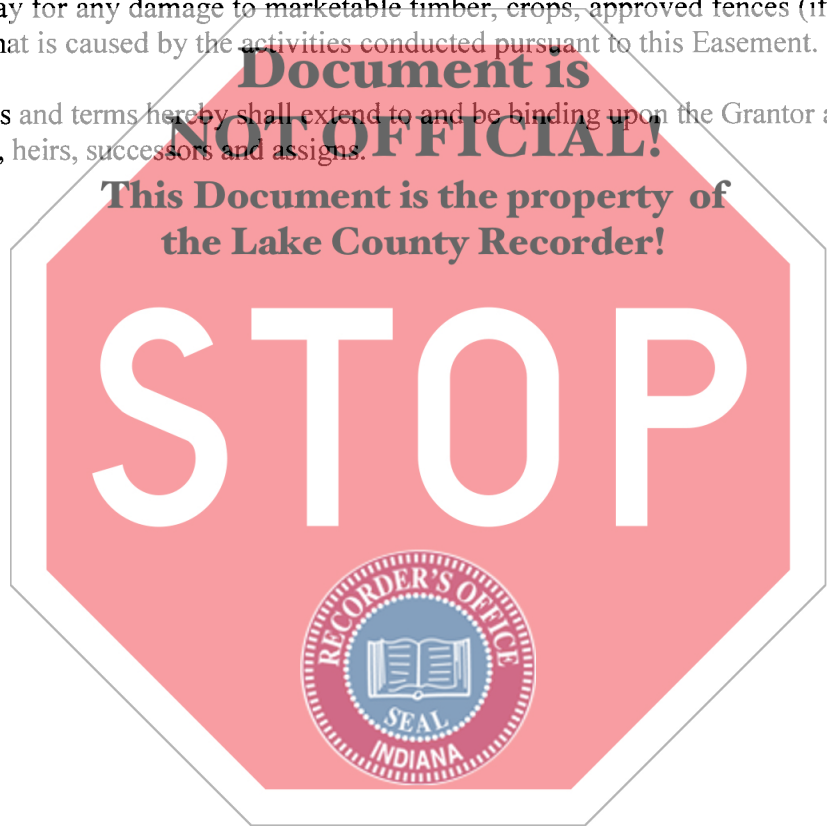 ay for any damage to marketable timber, crops, approved fences (if
hat is caused by the activities conducted pursuant to this Easement.
Document is
s and terms hereby shall extend to and be binding upon the Grantor a
NOT OFFICIAL!
, heirs, successors and assigns.
This Document is the property of
the Lake County Recorder!
STOP
RECORDER'S OFFICE
SEAL
INDIANA